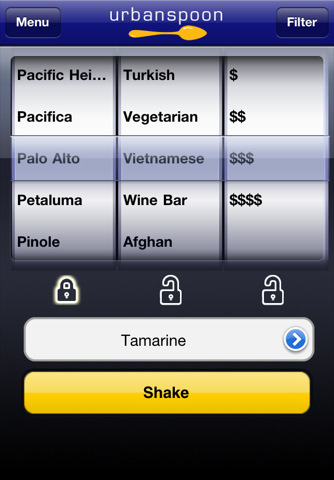 Menu
urbanspoon
Filter
Pacific Hei... Turkish $
Pacifica Vegetarian $$
Palo Alto Vietnamese $$$
Petaluma Wine Bar $$$$
Pinole Afghan
Tamarine
Shake